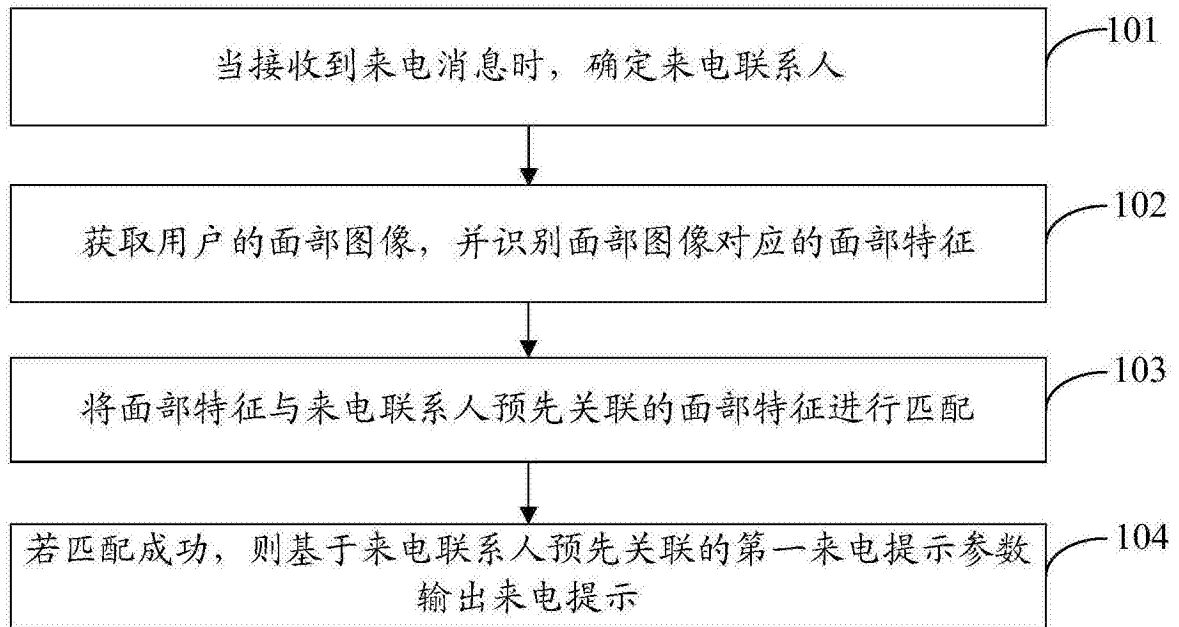 当接收到来电消息时，确定来电联系人
101
获取用户的面部图像，并识别面部图像对应的面部特征
102
将面部特征与来电联系人预先关联的面部特征进行匹配
103
若匹配成功，则基于来电联系人预先关联的第一来电提示参数
输出来电提示
104